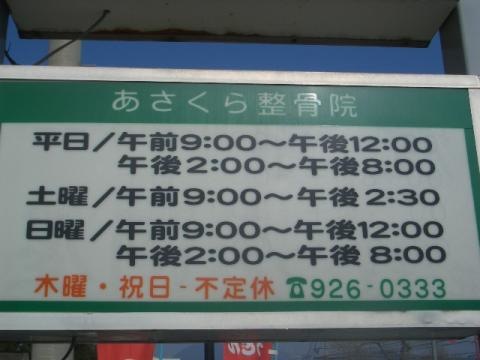 あさくら整骨院
平日/午前9:00〜午後12:00
午後2:00〜午後8:00
土曜/午前9:00〜午後2:30
日曜/午前9:00〜午後12:00
午後2:00〜午後8:00
木曜・祝日-不定休 ☎926-0333